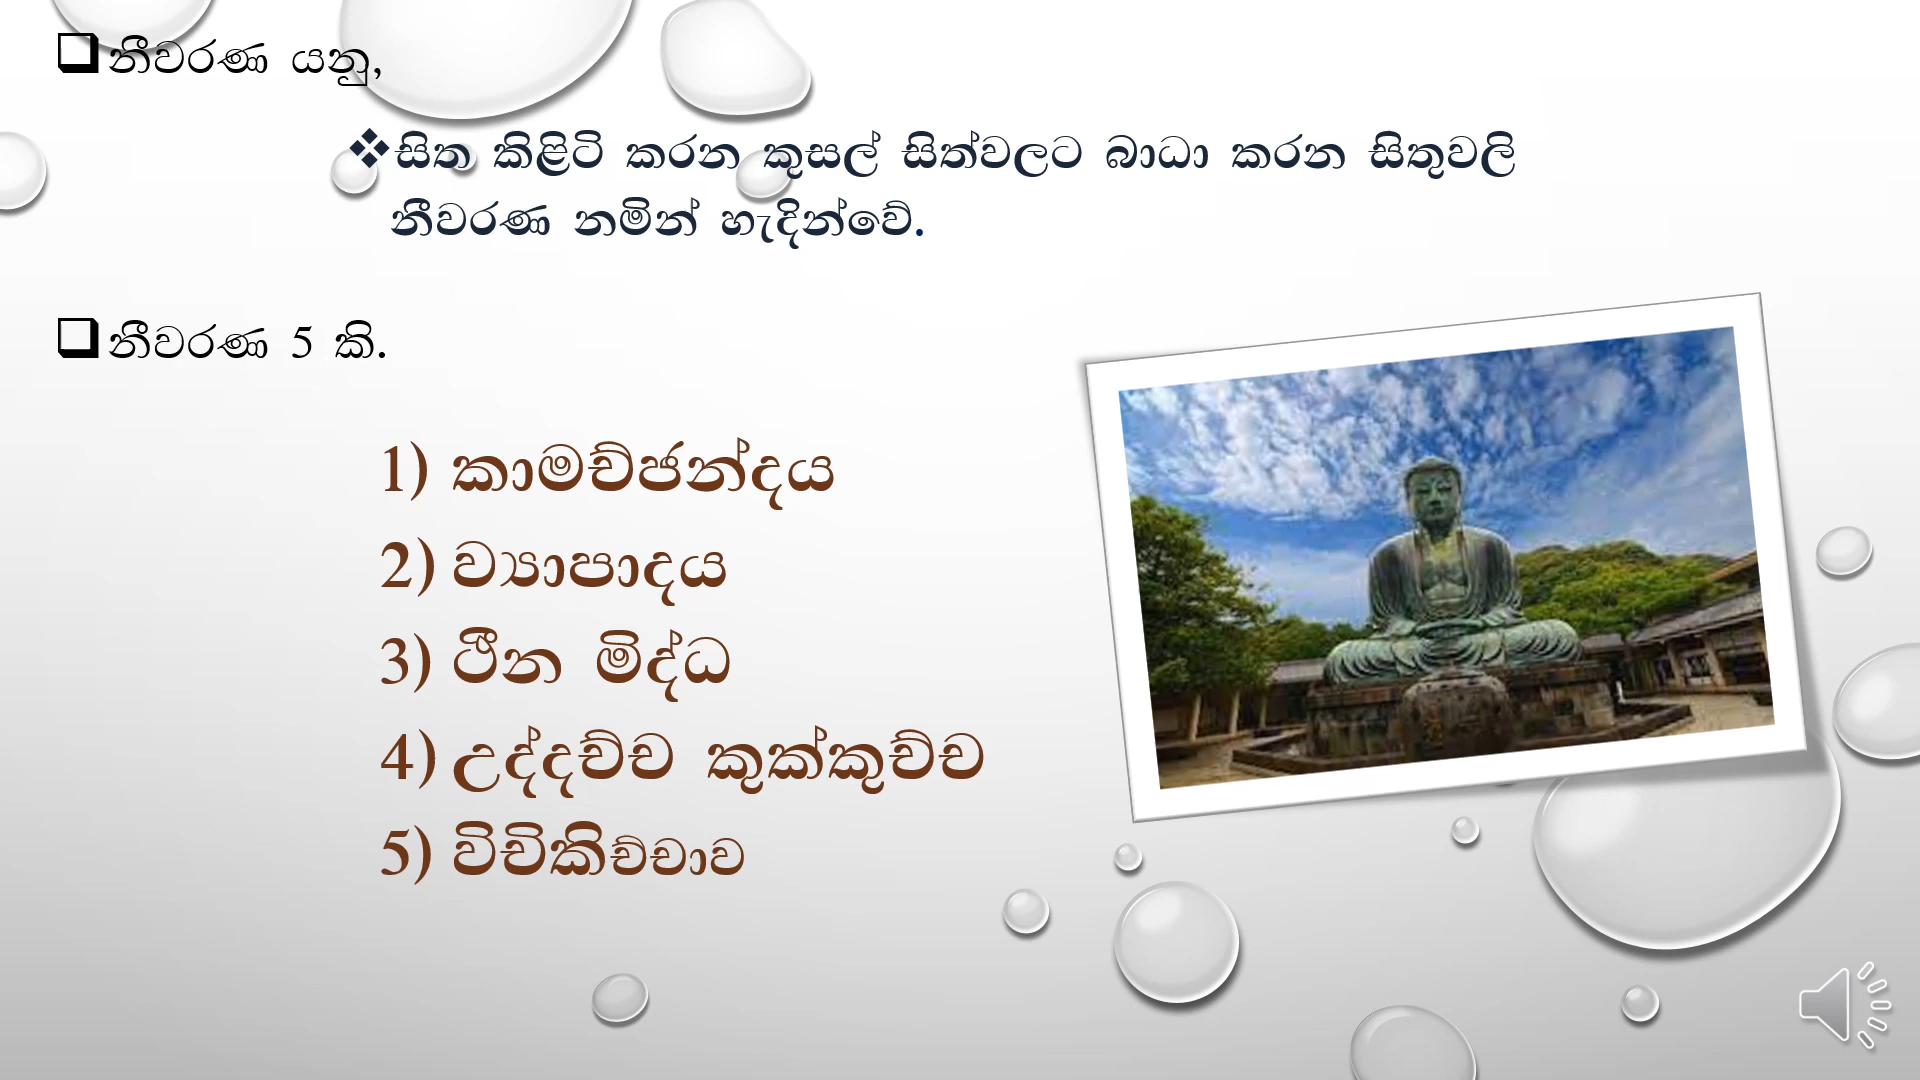 නීවරණ යනු,
සිත කිළිටි කරන කුසල් සිත්වලට බාධා කරන සිතුවලි
නීවරණ නමින් හැදින්වේ.
නීවරණ 5 කි.
1) කාමච්ඡන්දය
2) ව්‍යාපාදය
3) ථීන මිද්ධ
4) උද්දච්ච කුක්කුච්ච
5) විචිකිච්චාව